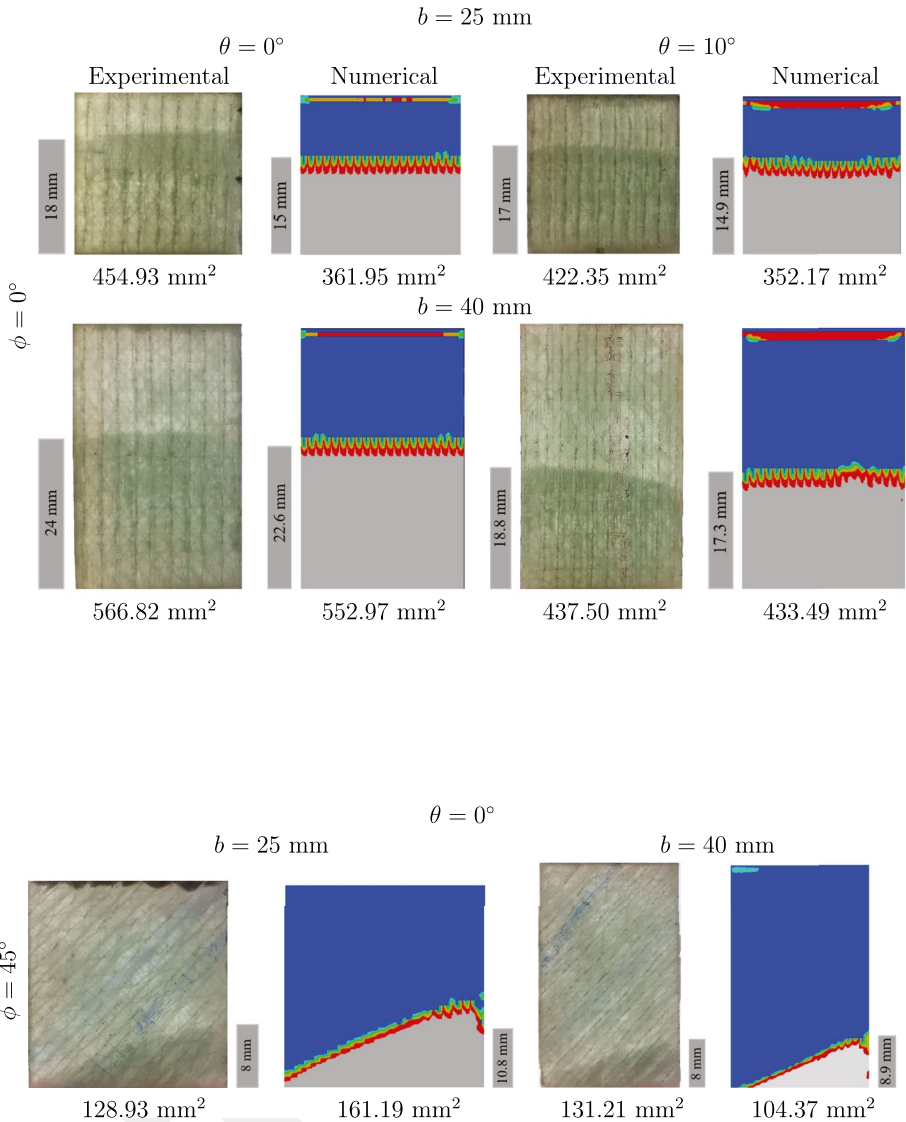 b = 25 mm
θ = 0° θ = 10°
Experimental Numerical Experimental Numerical
18 mm 15 mm 17 mm 14.9 mm
454.93 mm² 361.95 mm² 422.35 mm² 352.17 mm²
ϕ = 0°
b = 40 mm
24 mm 22.6 mm 18.8 mm 17.3 mm
566.82 mm² 552.97 mm² 437.50 mm² 433.49 mm²
θ = 0°
b = 25 mm b = 40 mm
ϕ = 45°
8 mm 10.8 mm 8 mm 8.9 mm
128.93 mm² 161.19 mm² 131.21 mm² 104.37 mm²